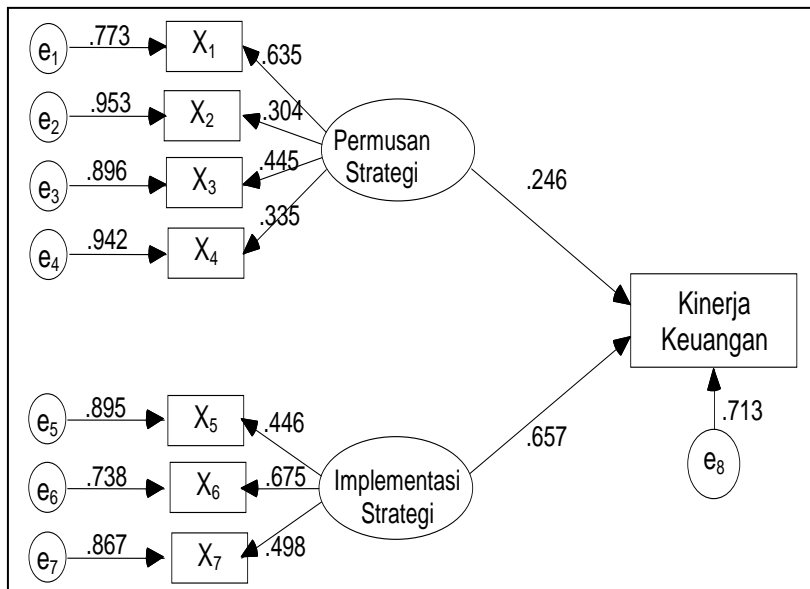 e₁ .773 X₁ .635
e₂ .953 X₂ .304
e₃ .896 X₃ .445
e₄ .942 X₄ .335
Permusan
Strategi
.246
Kinerja
Keuangan
.713
e₈
.657
e₅ .895 X₅ .446
e₆ .738 X₆ .675
e₇ .867 X₇ .498
Implementasi
Strategi